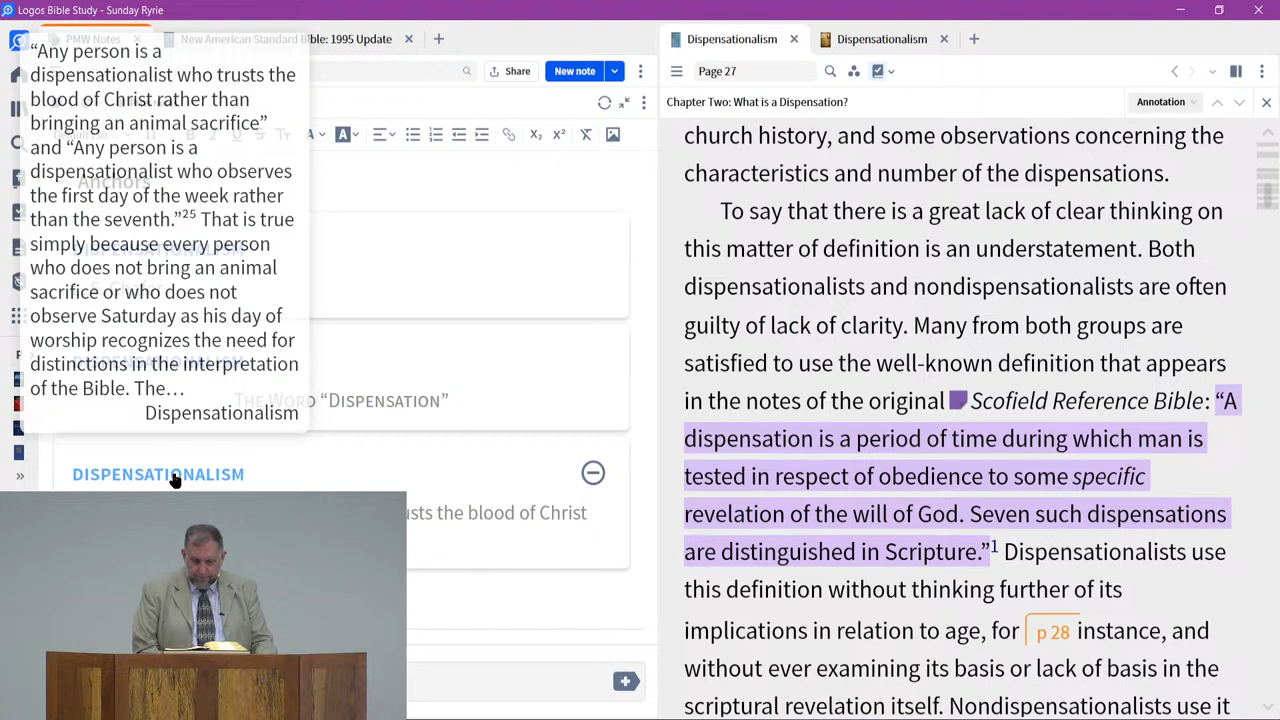 Logos Bible Study - Sunday Ryrie
PMW Notes
New American Standard Bible: 1995 Update
Share
New note
Anchors
DISPENSATIONALISM
DISPENSATIONALISM
THE WORD “DISPENSATION”
DISPENSATIONALISM
usts the blood of Christ
“Any person is a
dispensationalist who trusts the
blood of Christ rather than
bringing an animal sacrifice”
and “Any person is a
dispensationalist who observes
the first day of the week rather
than the seventh.”25 That is true
simply because every person
who does not bring an animal
sacrifice or who does not
observe Saturday as his day of
worship recognizes the need for
distinctions in the interpretation
of the Bible. The…
Dispensationalism
Dispensationalism
Dispensationalism
Page 27
Chapter Two: What is a Dispensation?
Annotation
church history, and some observations concerning the
characteristics and number of the dispensations.
To say that there is a great lack of clear thinking on
this matter of definition is an understatement. Both
dispensationalists and nondispensationalists are often
guilty of lack of clarity. Many from both groups are
satisfied to use the well-known definition that appears
in the notes of the original Scofield Reference Bible: “A
dispensation is a period of time during which man is
tested in respect of obedience to some specific
revelation of the will of God. Seven such dispensations
are distinguished in Scripture.”1 Dispensationalists use
this definition without thinking further of its
implications in relation to age, for p 28 instance, and
without ever examining its basis or lack of basis in the
scriptural revelation itself. Nondispensationalists use it